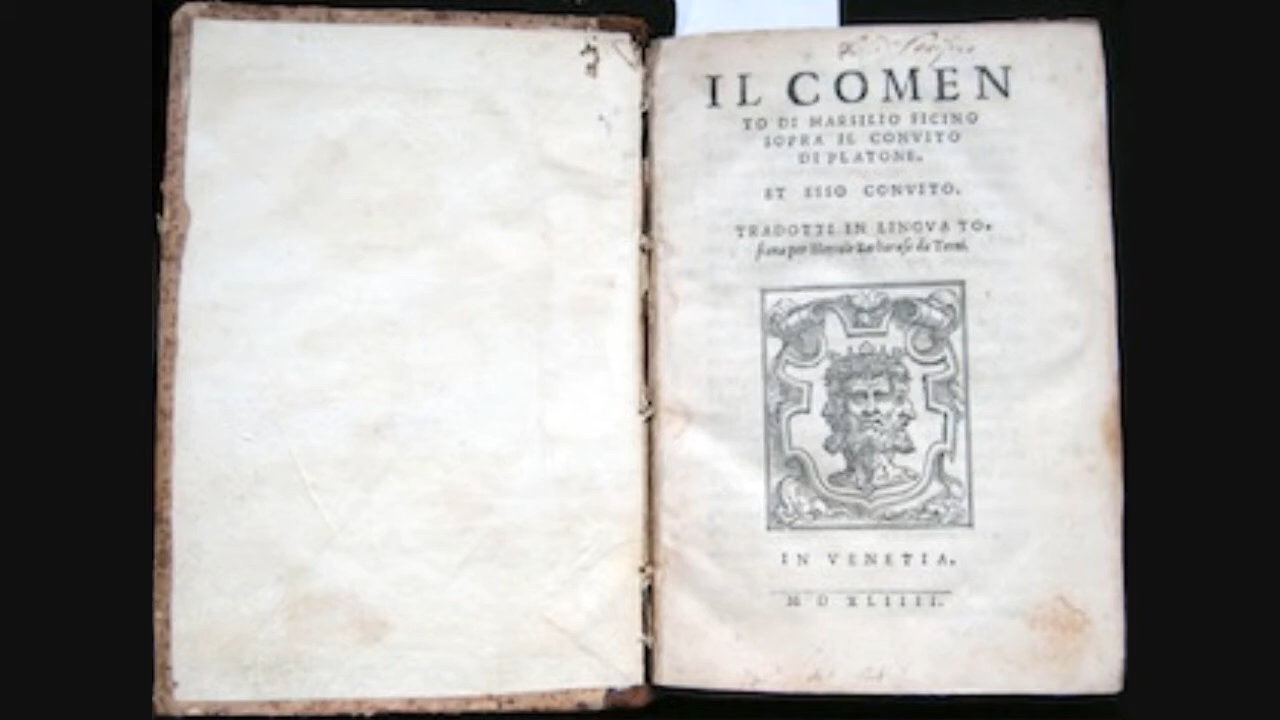 IL COMEN
TO DI MARSILIO FICINO
SOPRA IL CONVITO
DI PLATONE.
ET ESSO CONVITO.
TRADOTTI IN LINGVA TO-
scana per Hercole Barbarasa da Terni.
IN VENETIA.
M D XLIIII.